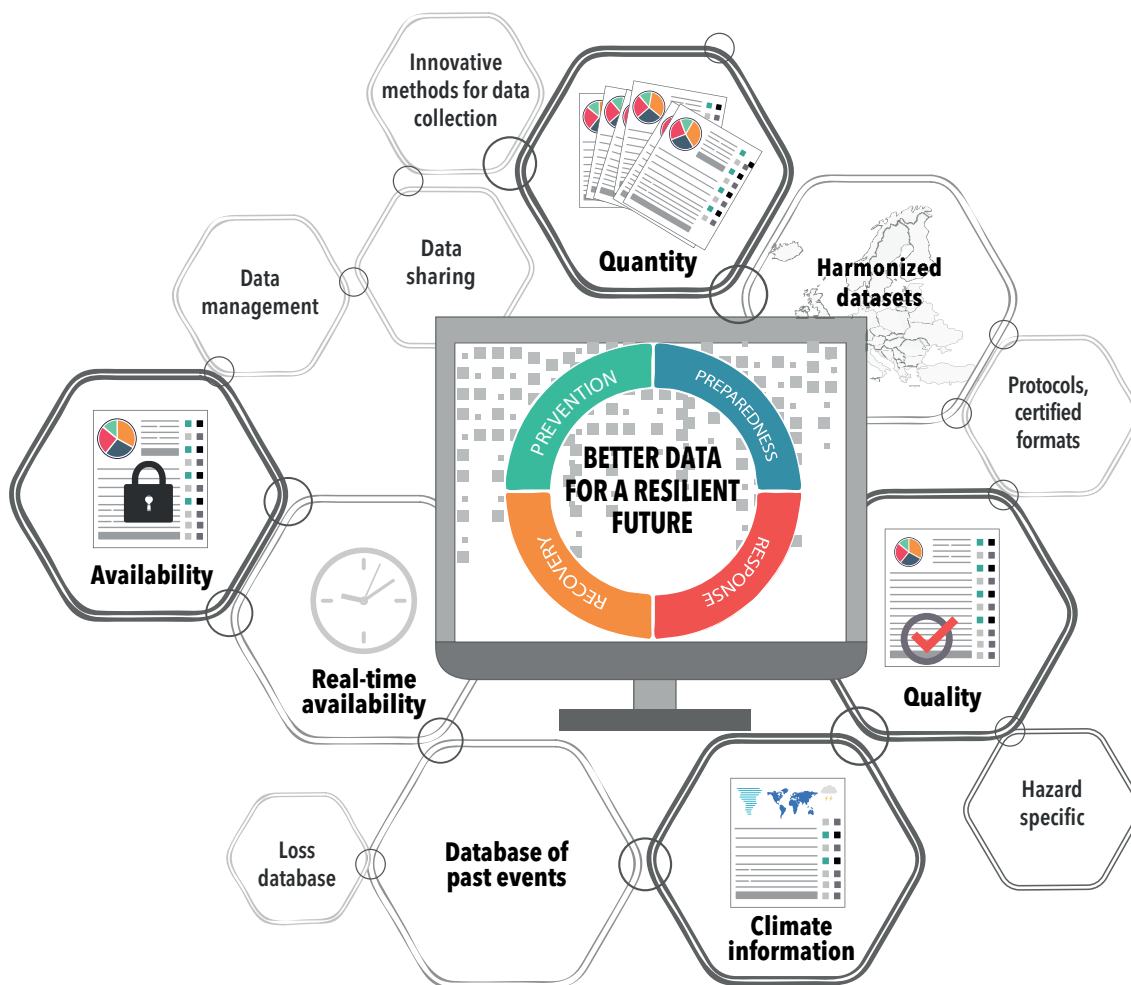 Innovative
methods for data
collection
Quantity
Data
sharing
Harmonized
datasets
Data
management
Protocols,
certified
formats
PREVENTION
PREPAREDNESS
BETTER DATA
FOR A RESILIENT
FUTURE
RECOVERY
RESPONSE
Availability
Real-time
availability
Quality
Hazard
specific
Loss
database
Database of
past events
Climate
information